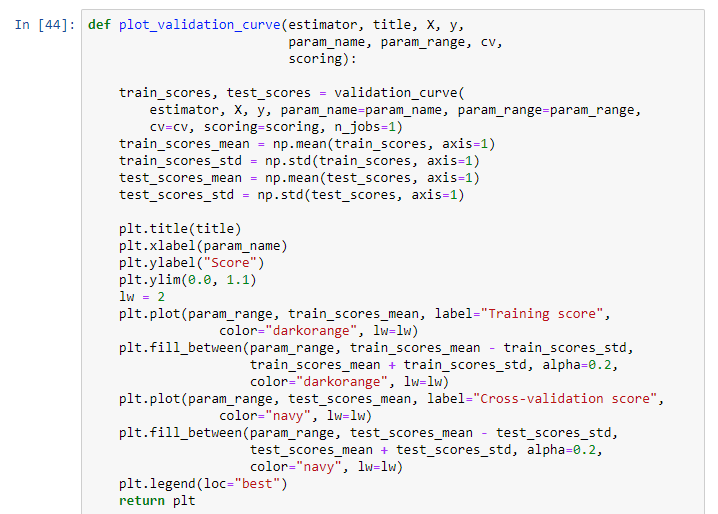 In [44]: def plot_validation_curve(estimator, title, X, y,
                          param_name, param_range, cv,
                          scoring):

    train_scores, test_scores = validation_curve(
        estimator, X, y, param_name=param_name, param_range=param_range,
        cv=cv, scoring=scoring, n_jobs=1)
    train_scores_mean = np.mean(train_scores, axis=1)
    train_scores_std = np.std(train_scores, axis=1)
    test_scores_mean = np.mean(test_scores, axis=1)
    test_scores_std = np.std(test_scores, axis=1)

    plt.title(title)
    plt.xlabel(param_name)
    plt.ylabel("Score")
    plt.ylim(0.0, 1.1)
    lw = 2
    plt.plot(param_range, train_scores_mean, label="Training score",
                 color="darkorange", lw=lw)
    plt.fill_between(param_range, train_scores_mean - train_scores_std,
                     train_scores_mean + train_scores_std, alpha=0.2,
                     color="darkorange", lw=lw)
    plt.plot(param_range, test_scores_mean, label="Cross-validation score",
                 color="navy", lw=lw)
    plt.fill_between(param_range, test_scores_mean - test_scores_std,
                     test_scores_mean + test_scores_std, alpha=0.2,
                     color="navy", lw=lw)
    plt.legend(loc="best")
    return plt